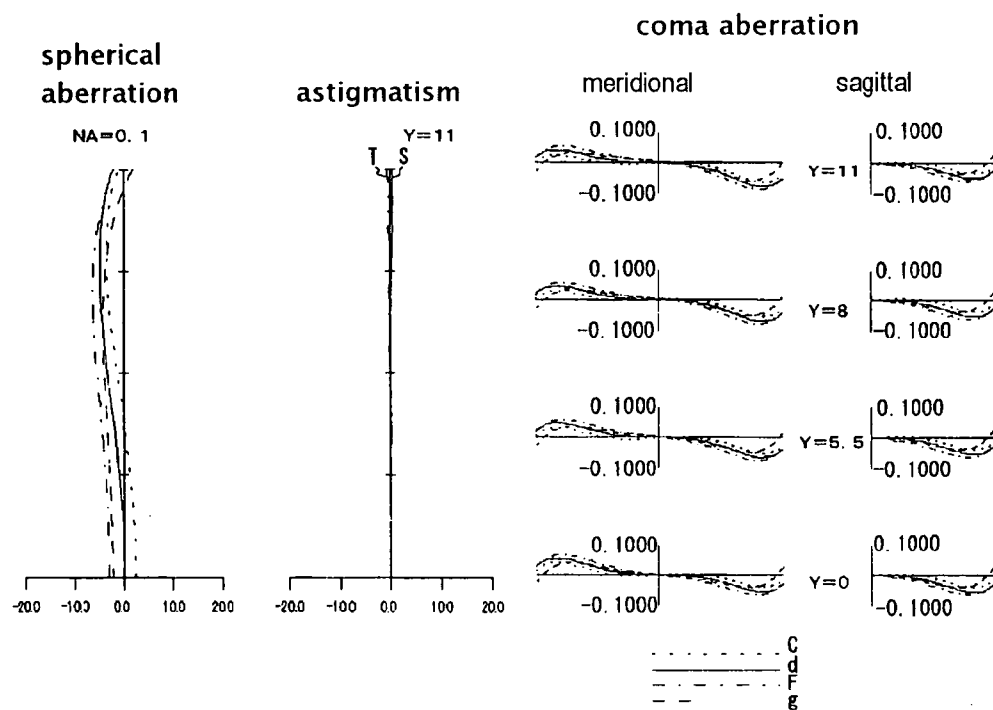 spherical
aberration
NA=0. 1
-20.0 -10.0 0.0 10.0 20.0
astigmatism
Y=11
T S
-20.0 -10.0 0.0 10.0 20.0
coma aberration
meridional sagittal
0. 1000 0. 1000
Y=11
-0. 1000 -0. 1000
0. 1000 0. 1000
Y=8
-0. 1000 -0. 1000
0. 1000 0. 1000
Y=5. 5
-0. 1000 -0. 1000
0. 1000 0. 1000
Y=0
-0. 1000 -0. 1000
C
d
F
g